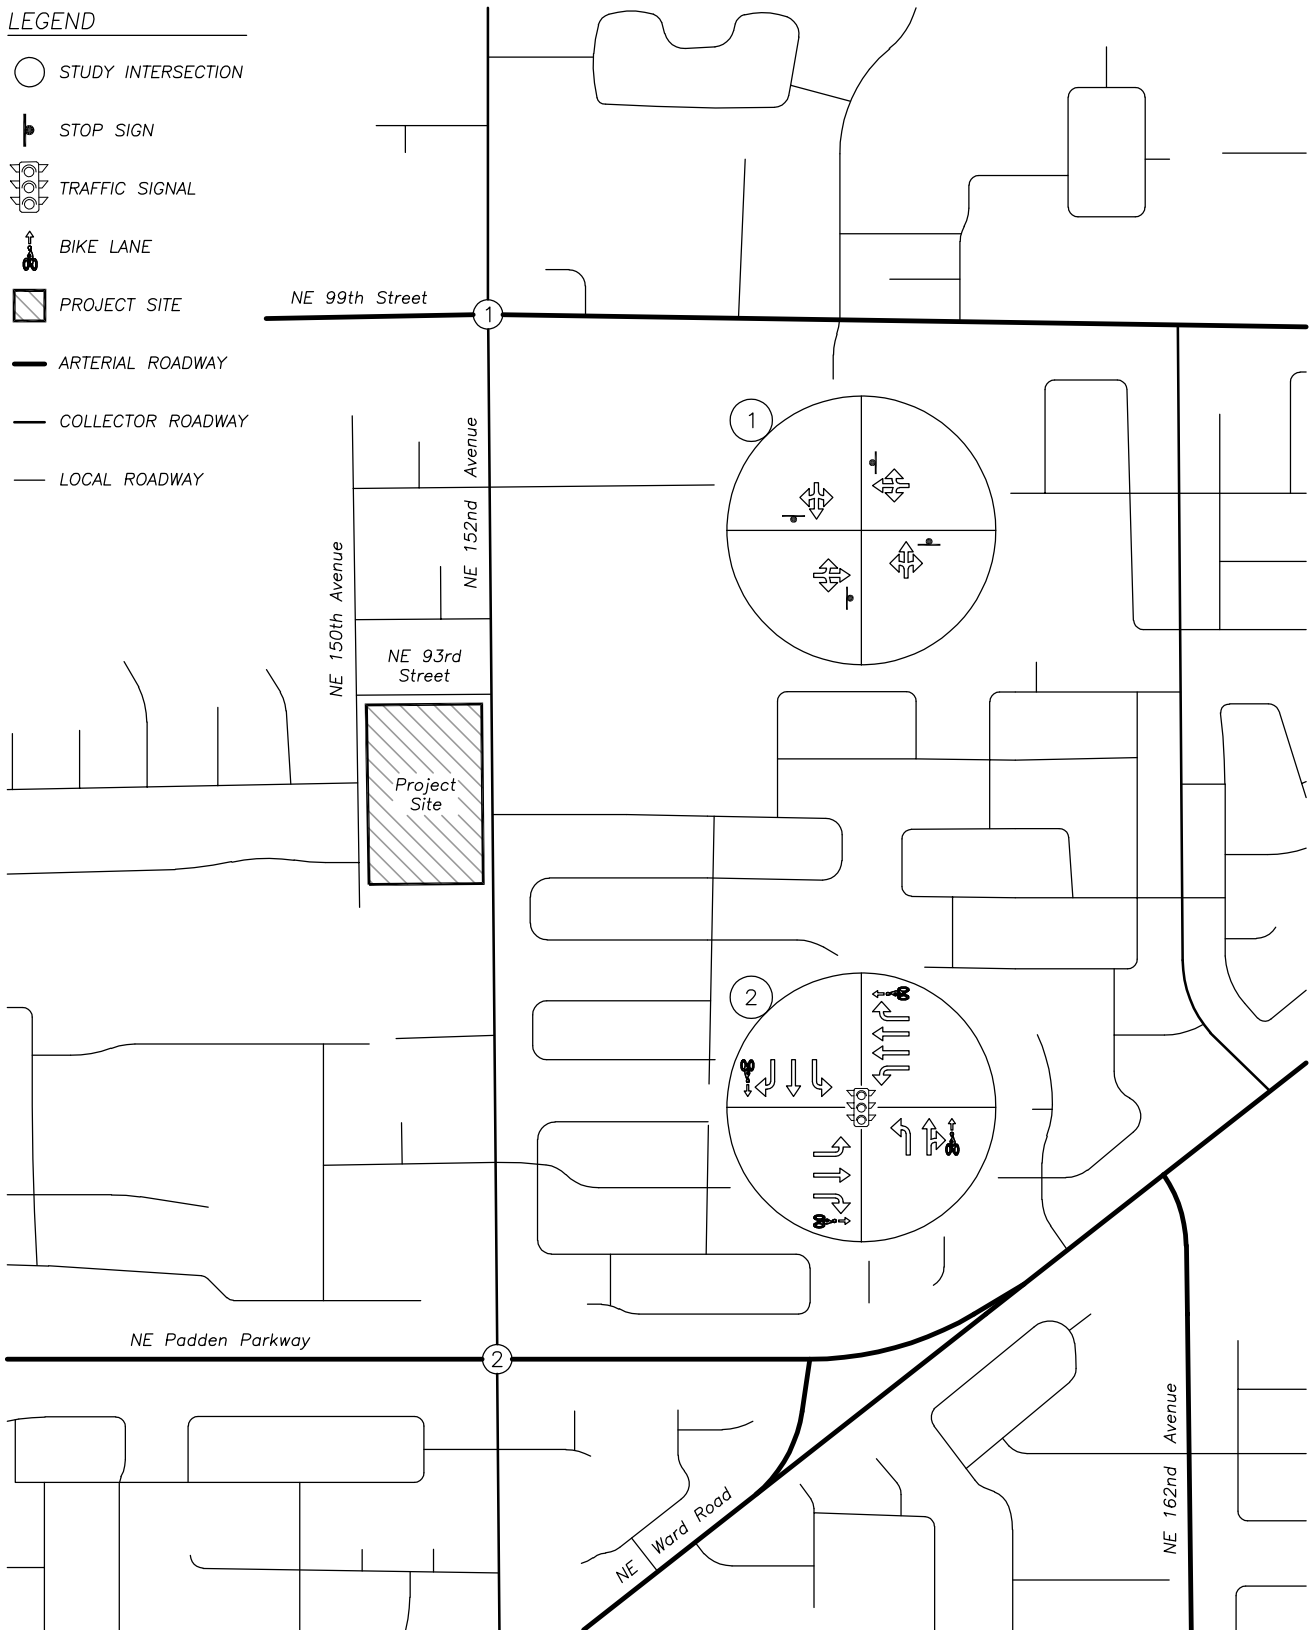 LEGEND
STUDY INTERSECTION
STOP SIGN
TRAFFIC SIGNAL
BIKE LANE
PROJECT SITE
ARTERIAL ROADWAY
COLLECTOR ROADWAY
LOCAL ROADWAY
NE 99th Street
1
NE 152nd Avenue
1
NE 150th Avenue
NE 93rd
Street
Project
Site
2
NE Padden Parkway
2
NE 162nd Avenue
NE Ward Road